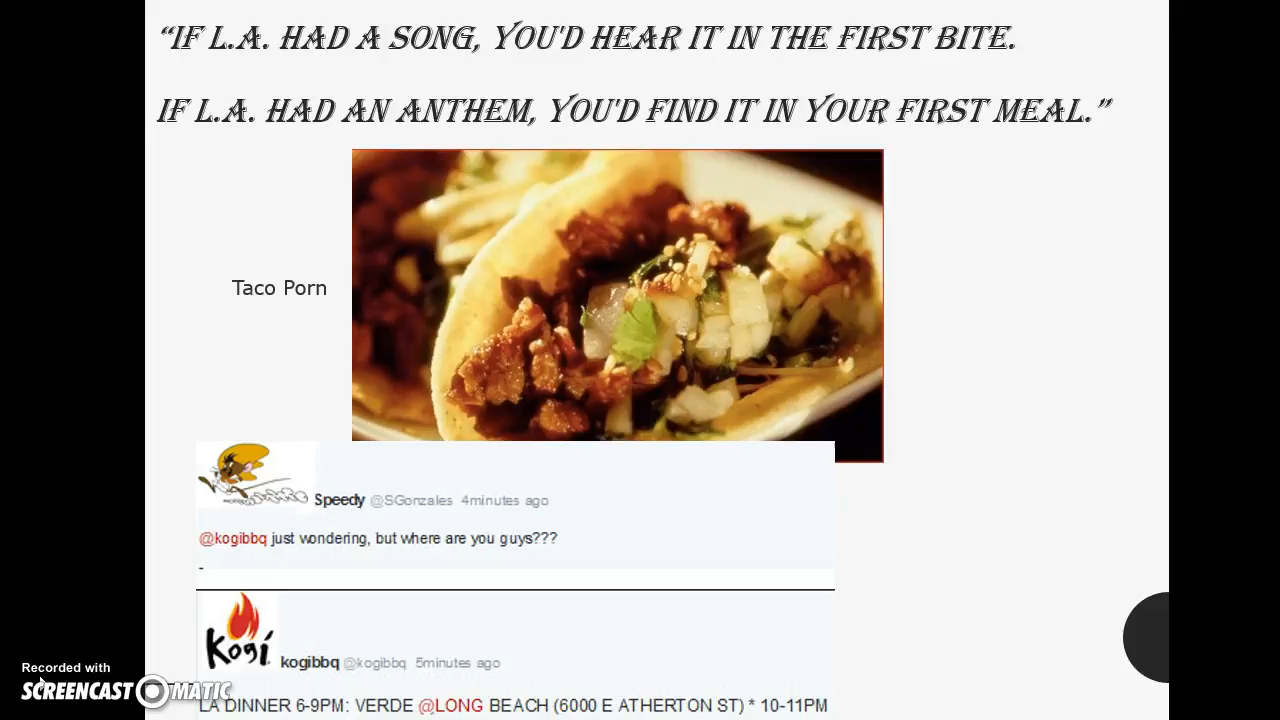 “IF L.A. HAD A SONG, YOU'D HEAR IT IN THE FIRST BITE.
IF L.A. HAD AN ANTHEM, YOU'D FIND IT IN YOUR FIRST MEAL.”
Taco Porn
Speedy @SGonzales 4minutes ago
@kogibbq just wondering, but where are you guys???
-
Kogi
kogibbq @kogibbq 5minutes ago
LA DINNER 6-9PM: VERDE @LONG BEACH (6000 E ATHERTON ST) * 10-11PM
Recorded with
SCREENCAST MATIC